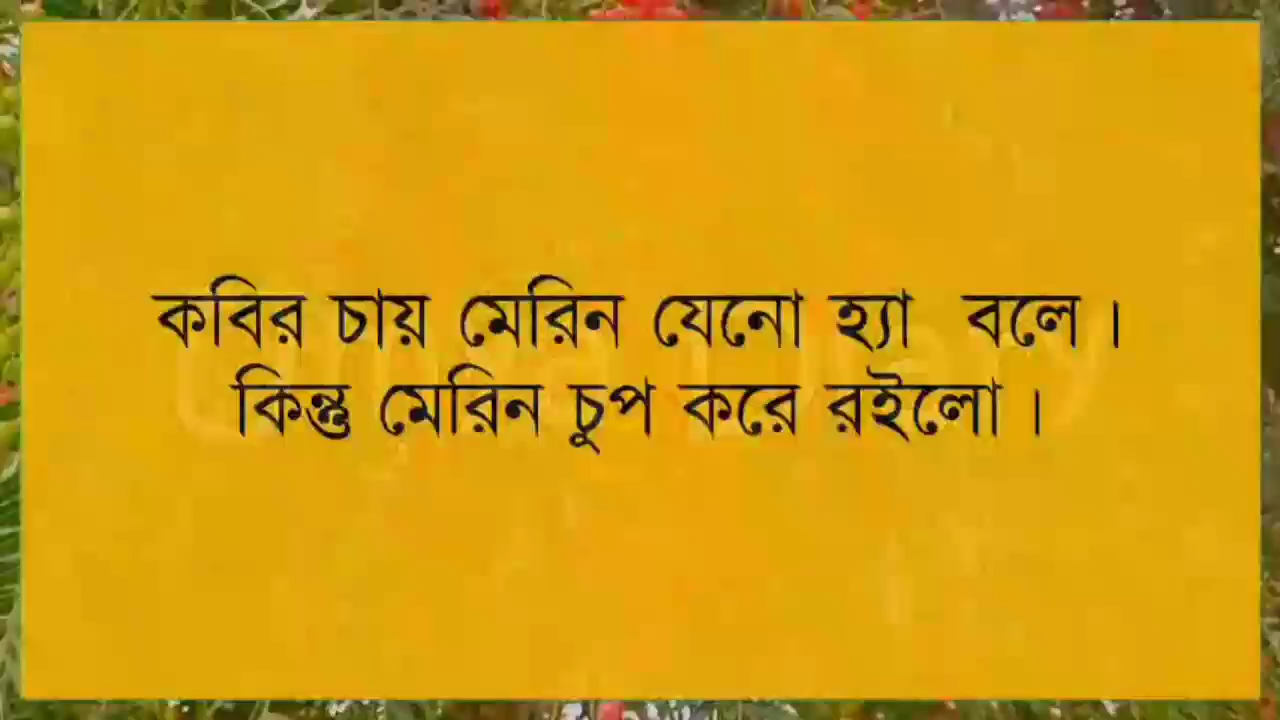 কবির চায় মেরিন যেনো হ্যা বলে।
কিন্তু মেরিন চুপ করে রইলো।